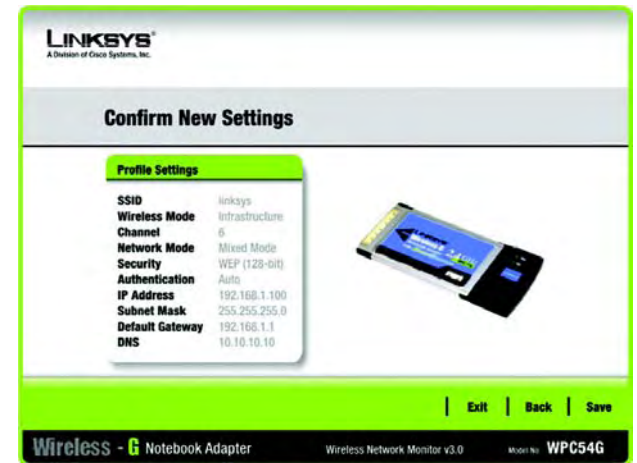 LINKSYS®
A Division of Cisco Systems, Inc.
Confirm New Settings
Profile Settings
SSID linksys
Wireless Mode Infrastructure
Channel 6
Network Mode Mixed Mode
Security WEP (128-bit)
Authentication Auto
IP Address 192.168.1.100
Subnet Mask 255.255.255.0
Default Gateway 192.168.1.1
DNS 10.10.10.10
LINKSYS
Wireless-G
Exit | Back | Save
Wireless - G Notebook Adapter Wireless Network Monitor v3.0 Model No WPC54G